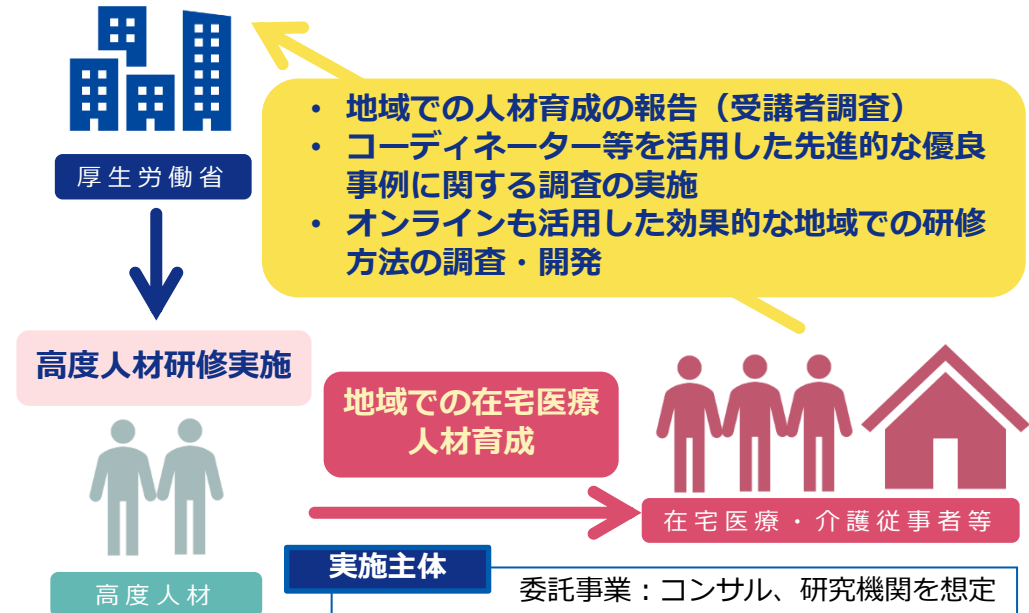 ・ 地域での人材育成の報告（受講者調査）
・ コーディネーター等を活用した先進的な優良
事例に関する調査の実施
・ オンラインも活用した効果的な地域での研修
方法の調査・開発
厚生労働省
高度人材研修実施
地域での在宅医療
人材育成
在宅医療・介護従事者等
高度人材
実施主体
委託事業：コンサル、研究機関を想定